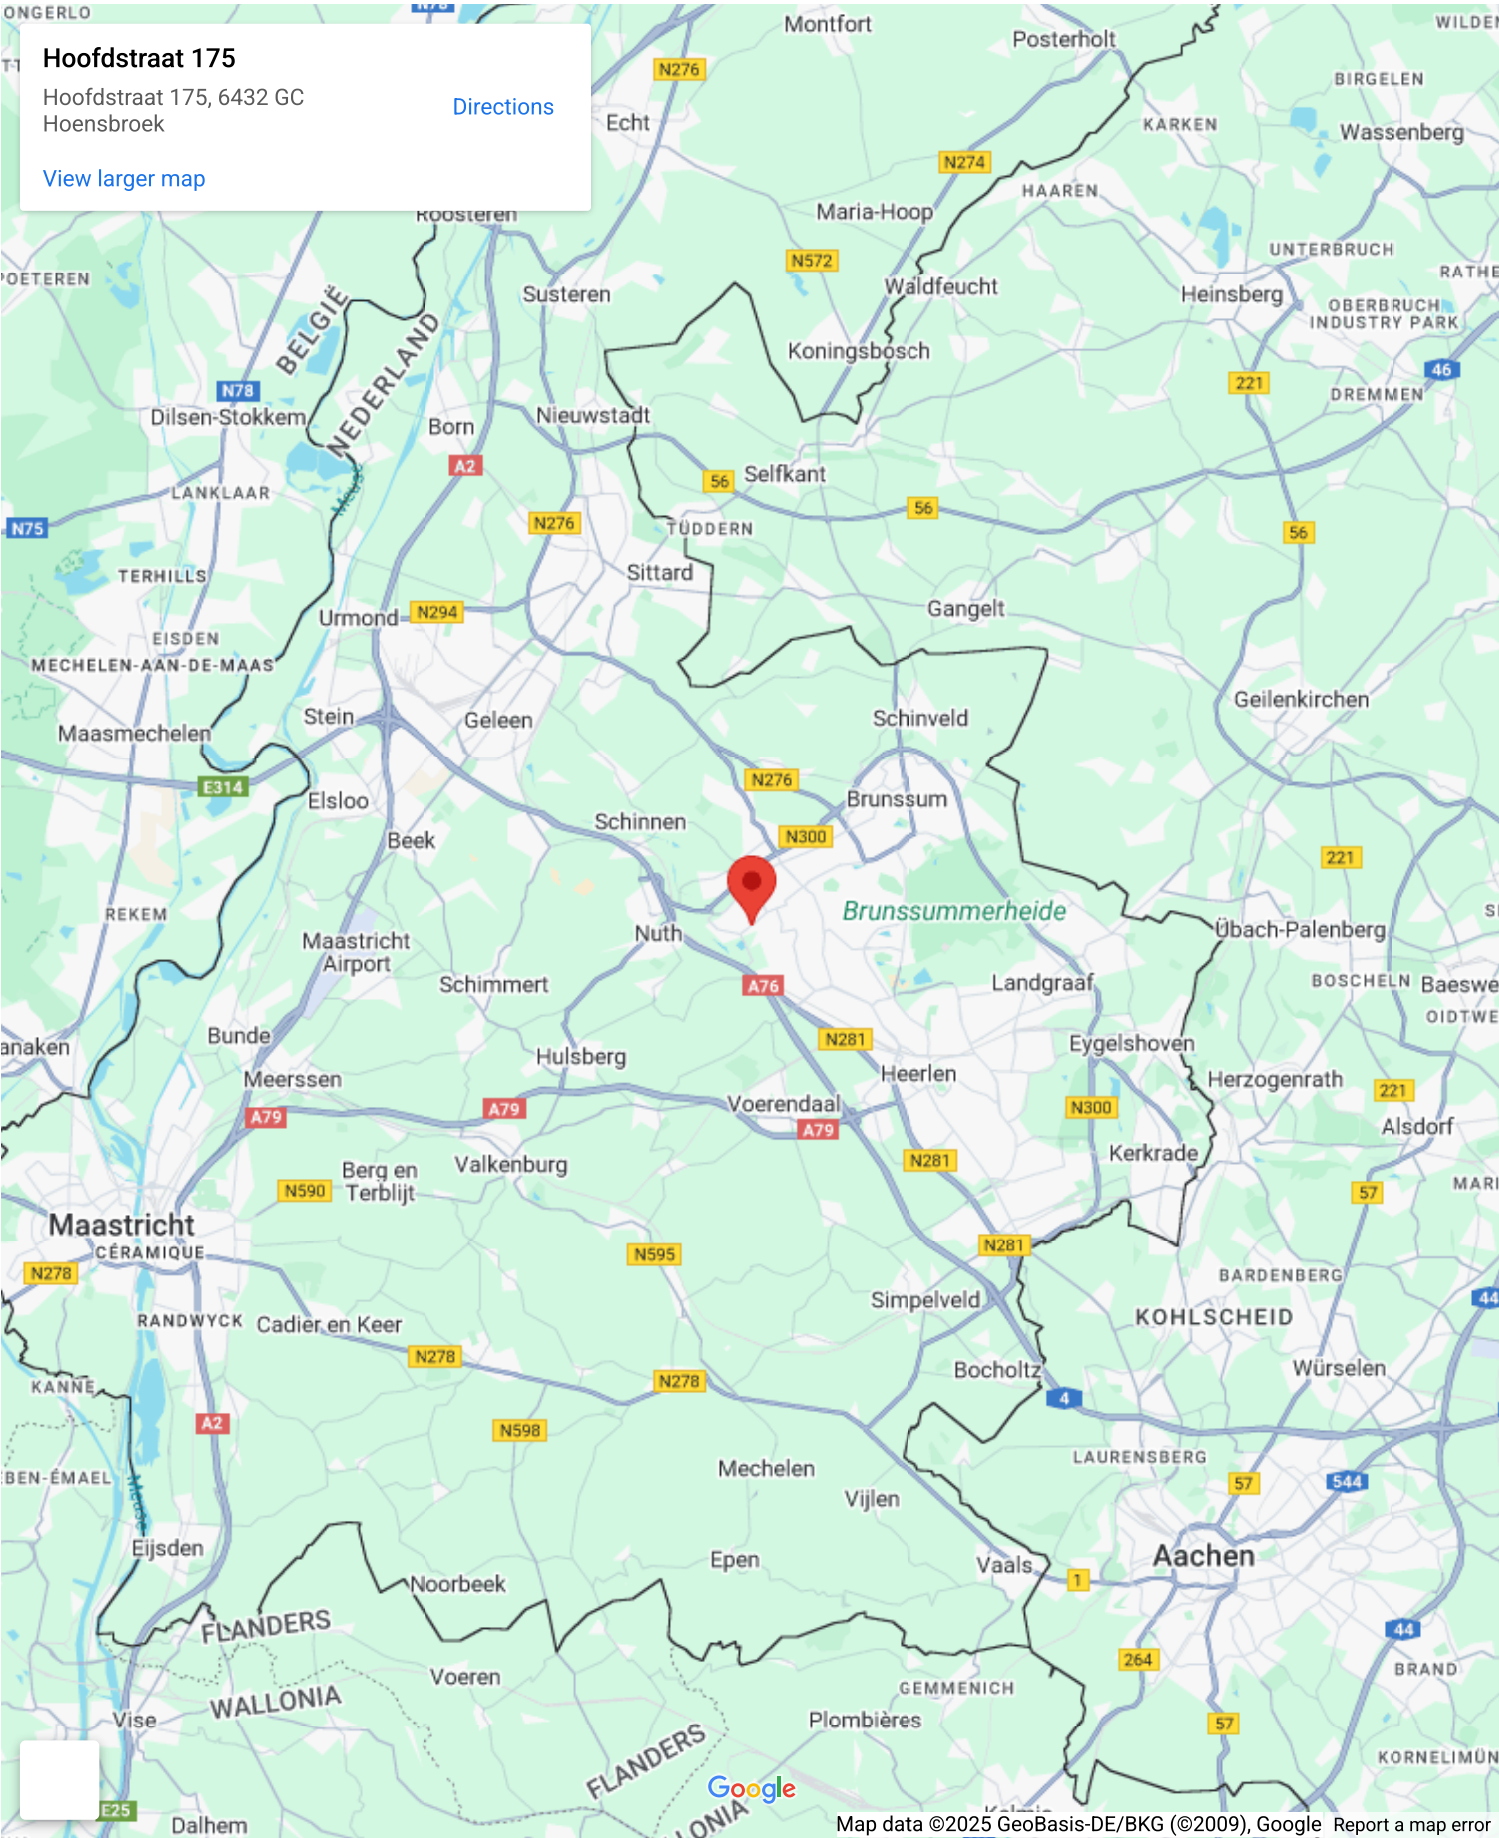 ONGERLO
N78
Montfort
Posterholt
Hoofdstraat 175
Hoofdstraat 175, 6432 GC
Hoensbroek
Directions
View larger map
N276
BIRGELEN
Echt
KARKEN
Wassenberg
N274
HAAREN
Roosteren
Maria-Hoop
UNTERBRUCH
N572
Susteren
Waldfeucht
Heinsberg
OBERBRUCH
INDUSTRY PARK
BELGIË
NEDERLAND
Koningsbosch
46
N78
221
DREMMEN
Dilsen-Stokkem
Born
Nieuwstadt
A2
Selfkant
56
LANKLAAR
Meuse
56
N75
N276
TÜDDERN
56
TERHILLS
Sittard
Urmond
N294
Gangelt
EISDEN
MECHELEN-AAN-DE-MAAS
Geilenkirchen
Stein
Geleen
Schinveld
Maasmechelen
E314
N276
Elsloo
Brunssum
Schinnen
N300
Beek
221
REKEM
Brunssummerheide
Nuth
Übach-Palenberg
Maastricht
Airport
Schimmert
A76
Landgraaf
BOSCHELN
Bunde
N281
Eygelshoven
Hulsberg
Meerssen
Heerlen
Herzogenrath
221
A79
A79
Voerendaal
N300
A79
Alsdorf
Berg en
Terblijt
Valkenburg
N281
Kerkrade
N590
57
Maastricht
CÉRAMIQUE
N595
N281
N278
BARDENBERG
Simpelveld
44
RANDWYCK
Cadier en Keer
KOHLSCHEID
N278
Bocholtz
Würselen
KANNE
N278
4
A2
N598
LAURENSBERG
Mechelen
57
544
Meuse
Vijlen
Eijsden
Epen
Vaals
Aachen
Noorbeek
1
FLANDERS
44
264
Voeren
BRAND
WALLONIA
GEMMENICH
Vise
Plombières
57
FLANDERS
Google
E25
Dalhem
Map data ©2025 GeoBasis-DE/BKG (©2009), Google
Report a map error